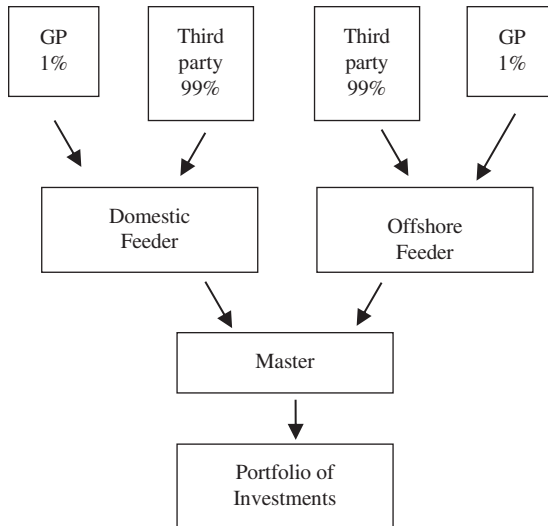 GP
1%
Third
party
99%
Third
party
99%
GP
1%
Domestic
Feeder
Offshore
Feeder
Master
Portfolio of
Investments